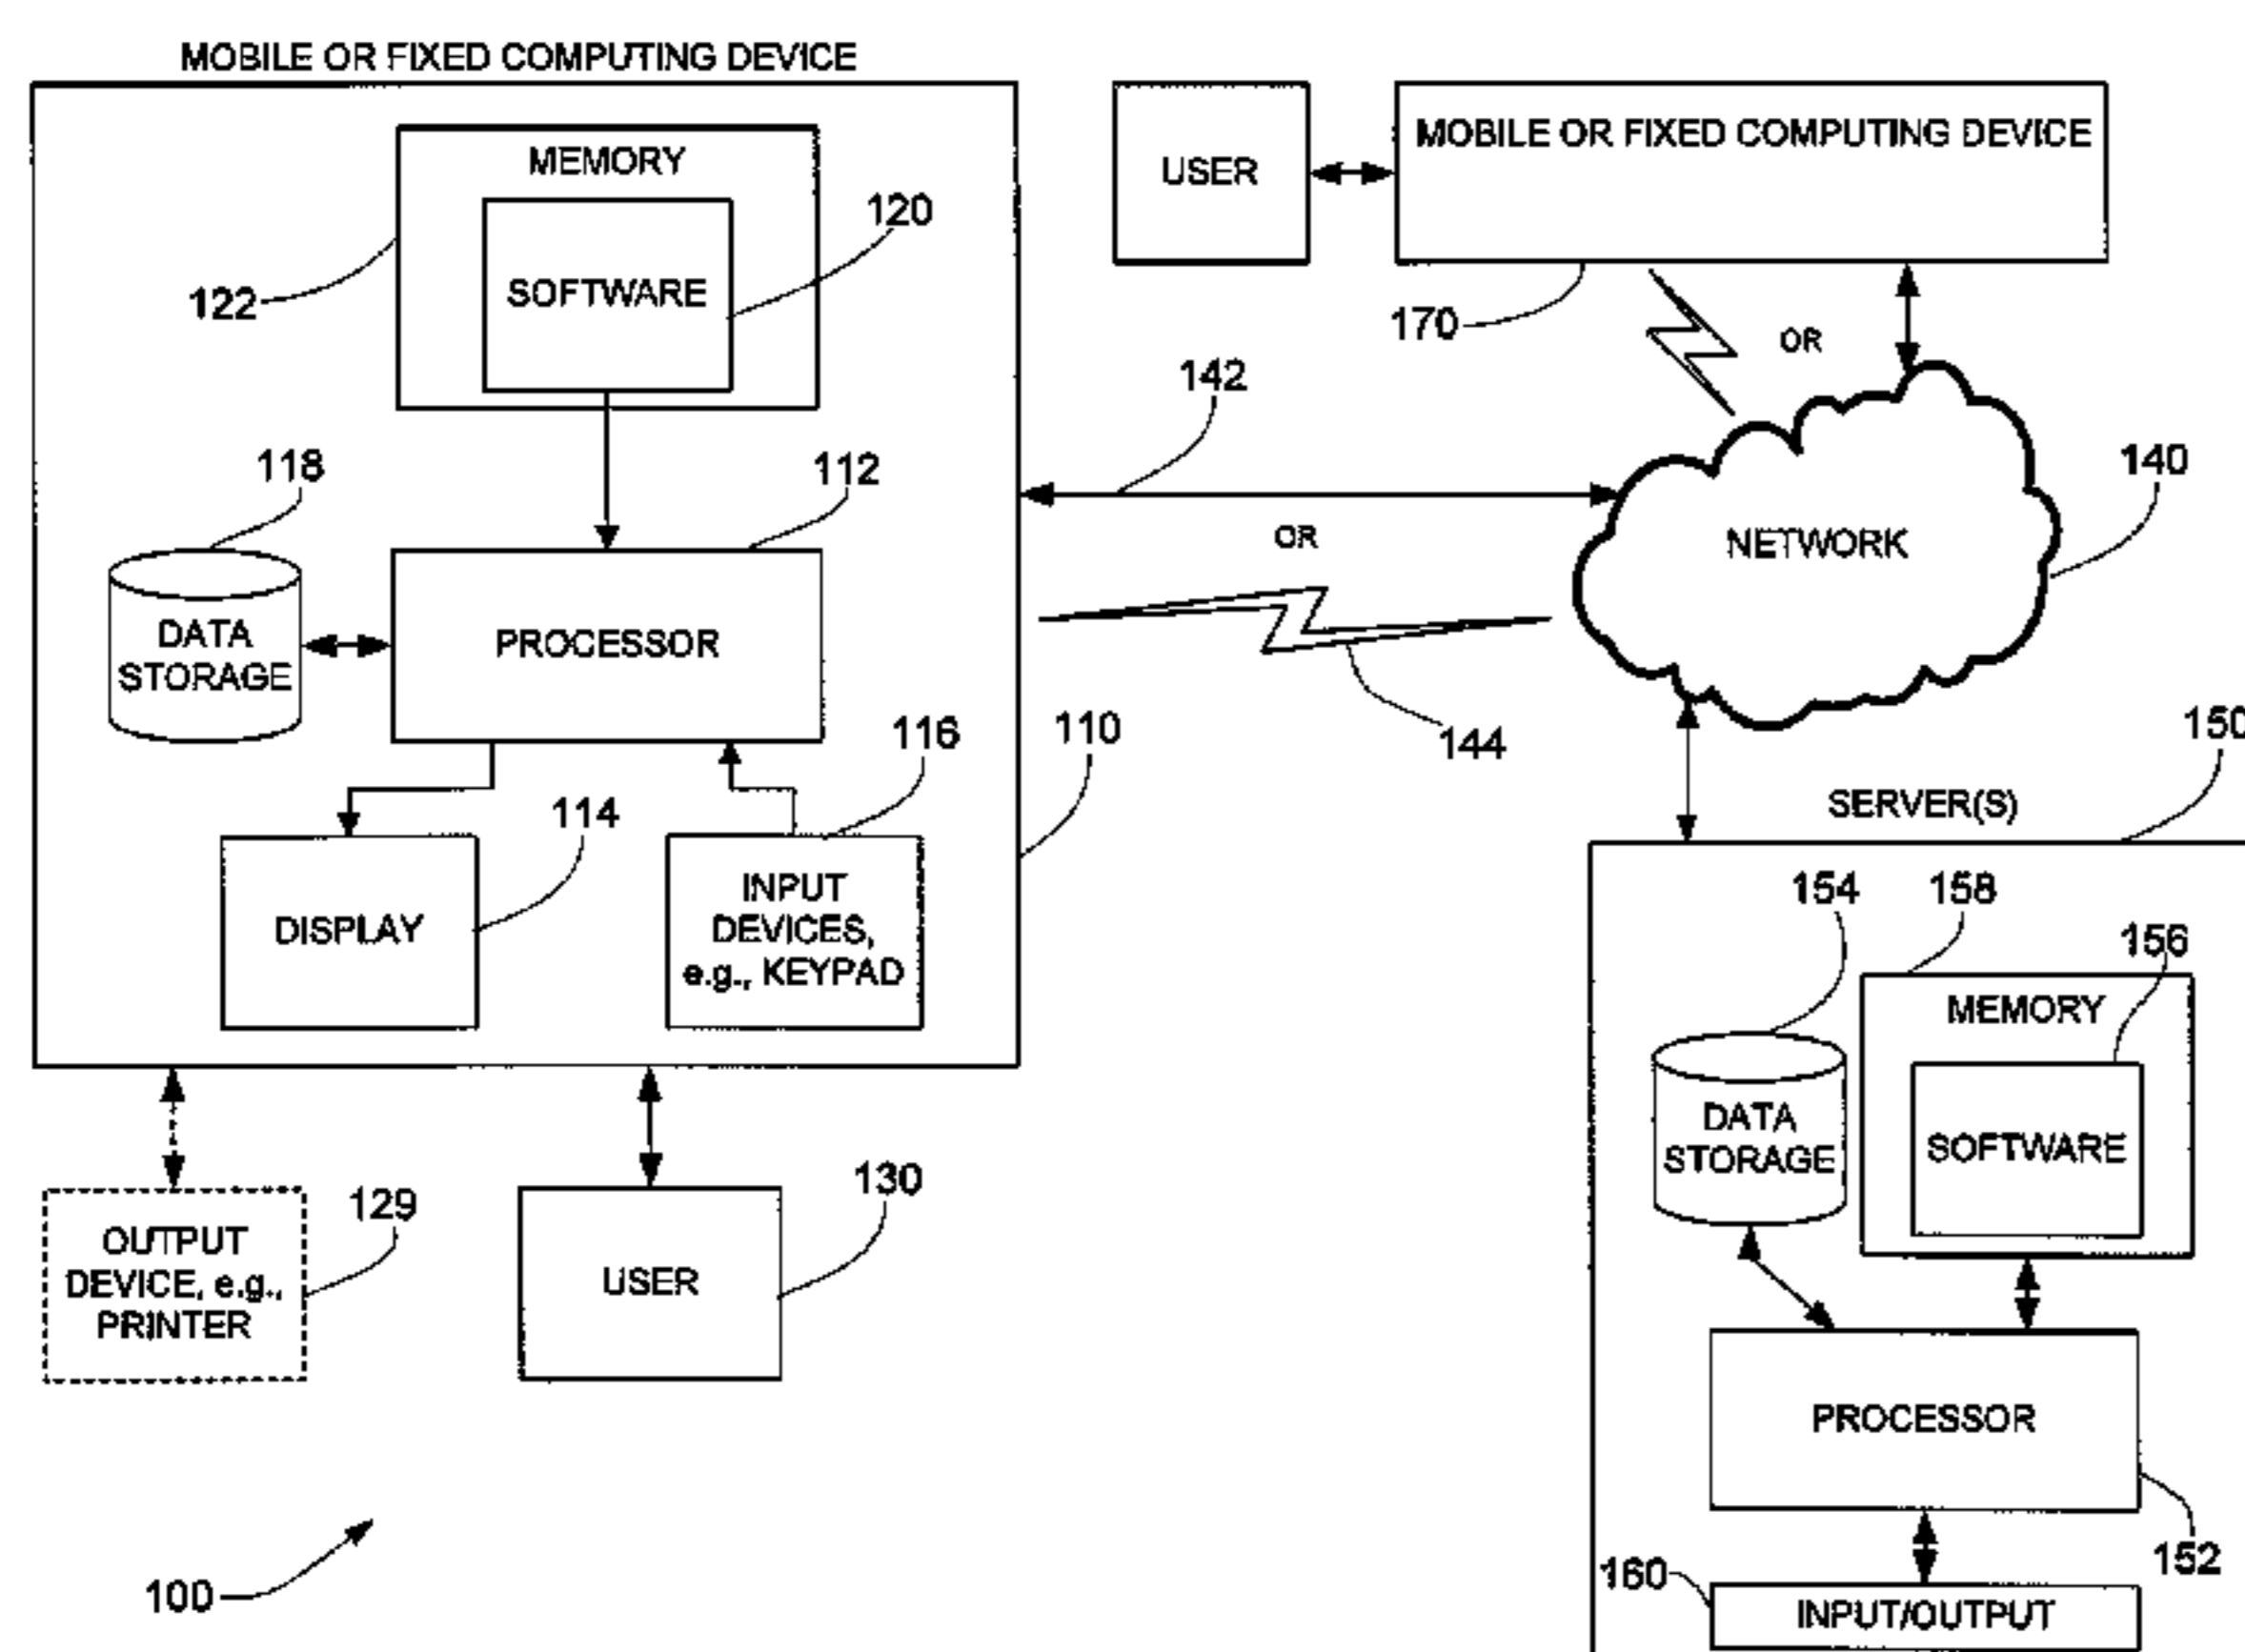 MOBILE OR FIXED COMPUTING DEVICE
MEMORY
120
SOFTWARE
122
118
112
DATA
STORAGE
PROCESSOR
116
110
114
DISPLAY
INPUT
DEVICES,
e.g., KEYPAD
129
OUTPUT
DEVICE, e.g.,
PRINTER
130
USER
100
USER
MOBILE OR FIXED COMPUTING DEVICE
170
OR
142
OR
144
140
NETWORK
150
SERVER(S)
154
158
156
MEMORY
DATA
STORAGE
SOFTWARE
PROCESSOR
152
160
INPUT/OUTPUT